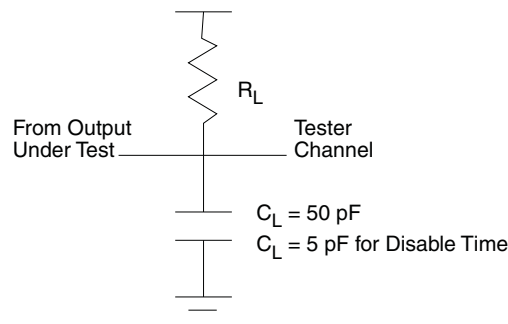 R_L
From Output
Under Test
Tester
Channel
C_L = 50 pF
C_L = 5 pF for Disable Time